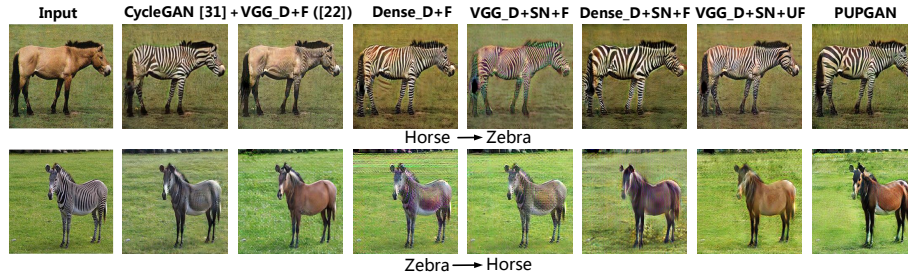 Input CycleGAN [31] +VGG_D+F ([22]) Dense_D+F VGG_D+SN+F Dense_D+SN+F VGG_D+SN+UF PUPGAN
Horse → Zebra
Zebra → Horse